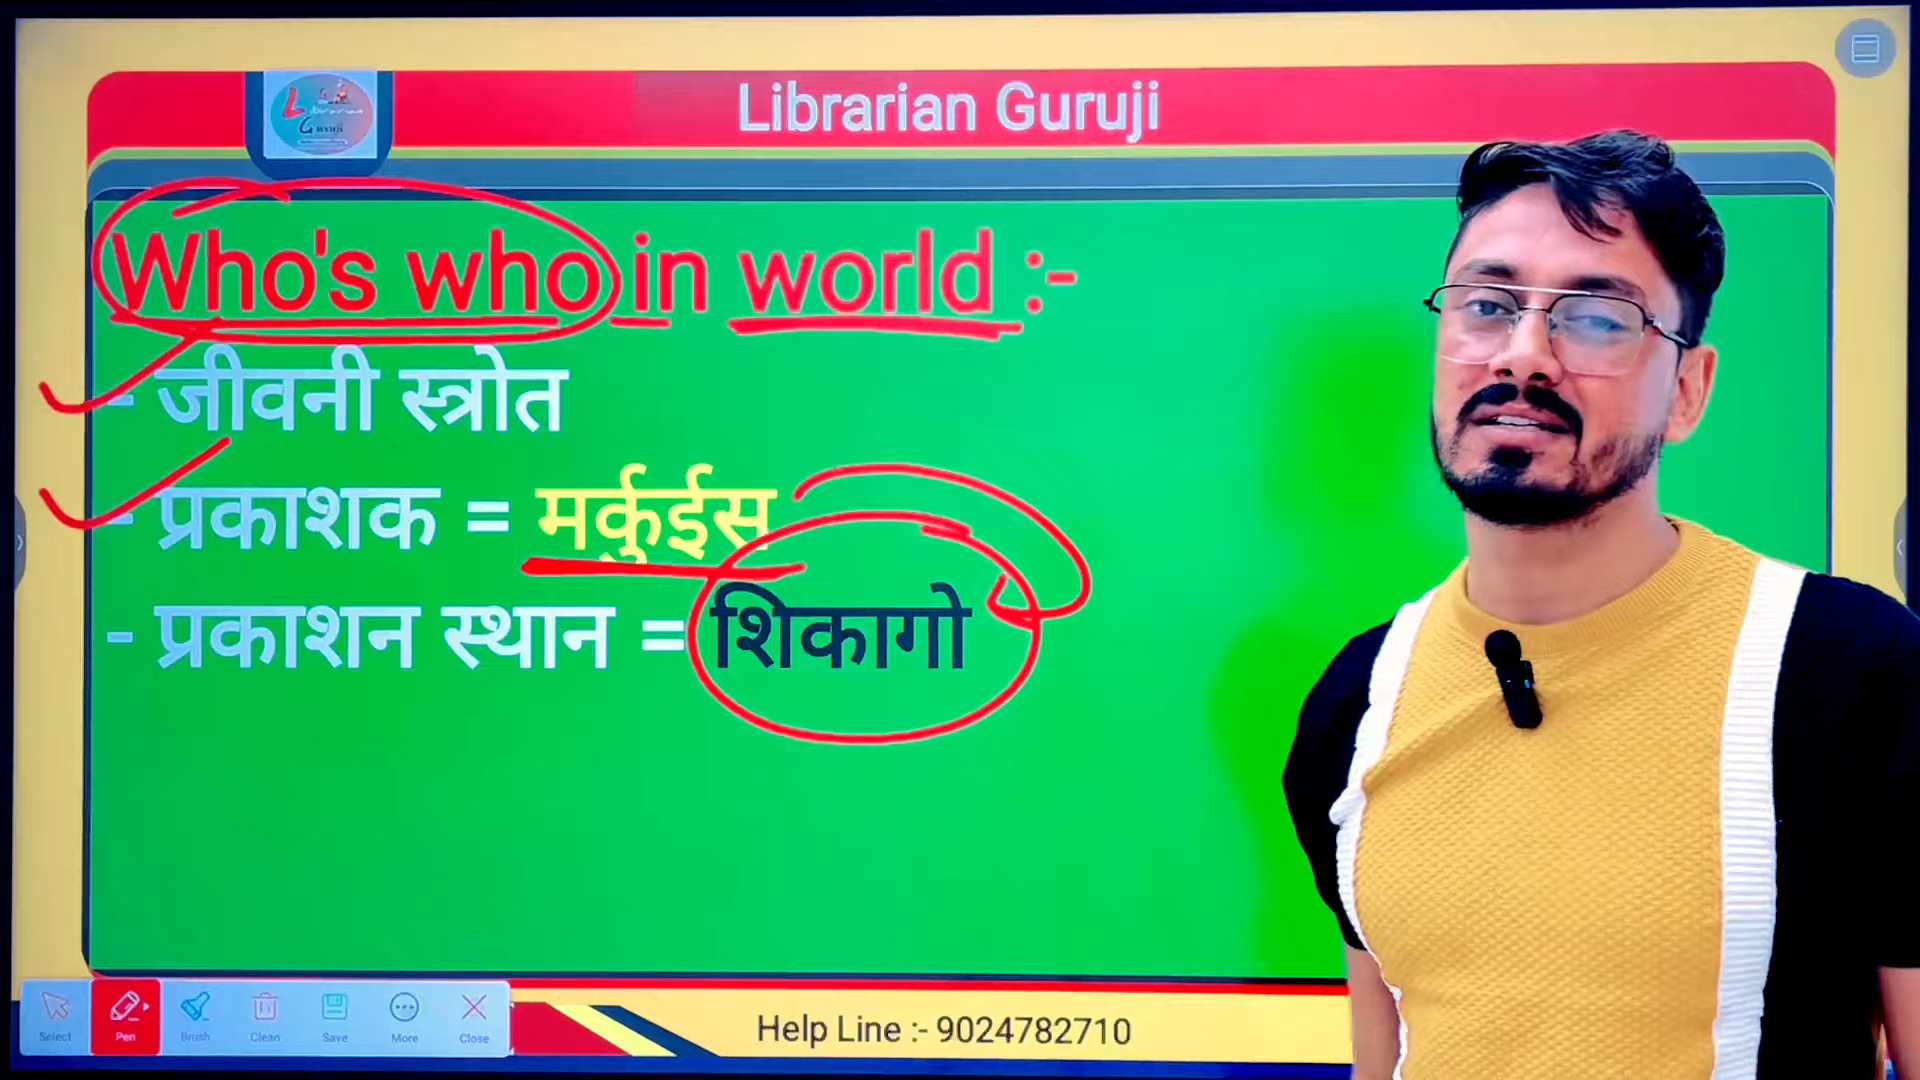 Librarian Guruji
Who's who in world :-
- जीवनी स्त्रोत
- प्रकाशक = मर्कुईस
- प्रकाशन स्थान = शिकागो
Select Pen Brush Clean Save More Close
Help Line :- 9024782710